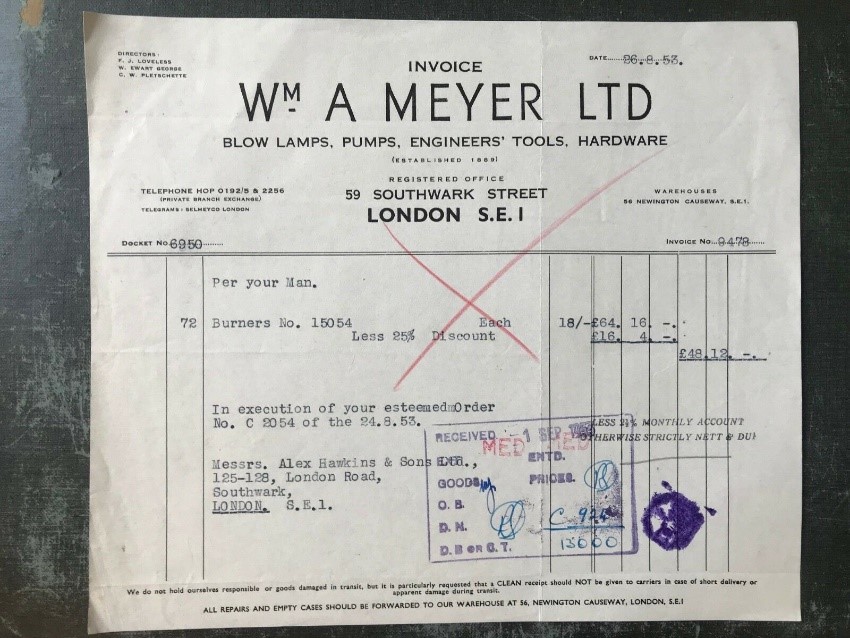 DIRECTORS:
F. J. LOVELESS
W. EWART GEORGE
C. W. PLETSCHETTE
DATE......26.8.53.
INVOICE
WM A MEYER LTD
BLOW LAMPS, PUMPS, ENGINEERS' TOOLS, HARDWARE
(ESTABLISHED 1869)
REGISTERED OFFICE
59 SOUTHWARK STREET
LONDON S.E.1
TELEPHONE HOP 0192/5 & 2256
(PRIVATE BRANCH EXCHANGE)
TELEGRAMS: SELMEYCO LONDON
WAREHOUSES
56 NEWINGTON CAUSEWAY, S.E.1.
DOCKET No. 6950
INVOICE No. 9478
Per your Man.
72 Burners No. 15054 Each 18/- £64. 16. -.
Less 25% Discount £16. 4. -.
£48.12. -.
In execution of your esteemed Order
No. C 2054 of the 24.8.53.
LESS 2½% MONTHLY ACCOUNT
OTHERWISE STRICTLY NETT & DUE
Messrs. Alex Hawkins & Sons Ltd.,
125-128, London Road,
Southwark,
LONDON. S.E.1.
RECEIVED -1 SEP 1953
ENTD.
GOODS
PRICES.
O. B.
D. N.
D.B OR C.T.
13000
We do not hold ourselves responsible or goods damaged in transit, but it is particularly requested that a CLEAN receipt should NOT be given to carriers in case of short delivery or
apparent damage during transit.
ALL REPAIRS AND EMPTY CASES SHOULD BE FORWARDED TO OUR WAREHOUSE AT 56, NEWINGTON CAUSEWAY, LONDON, S.E.1